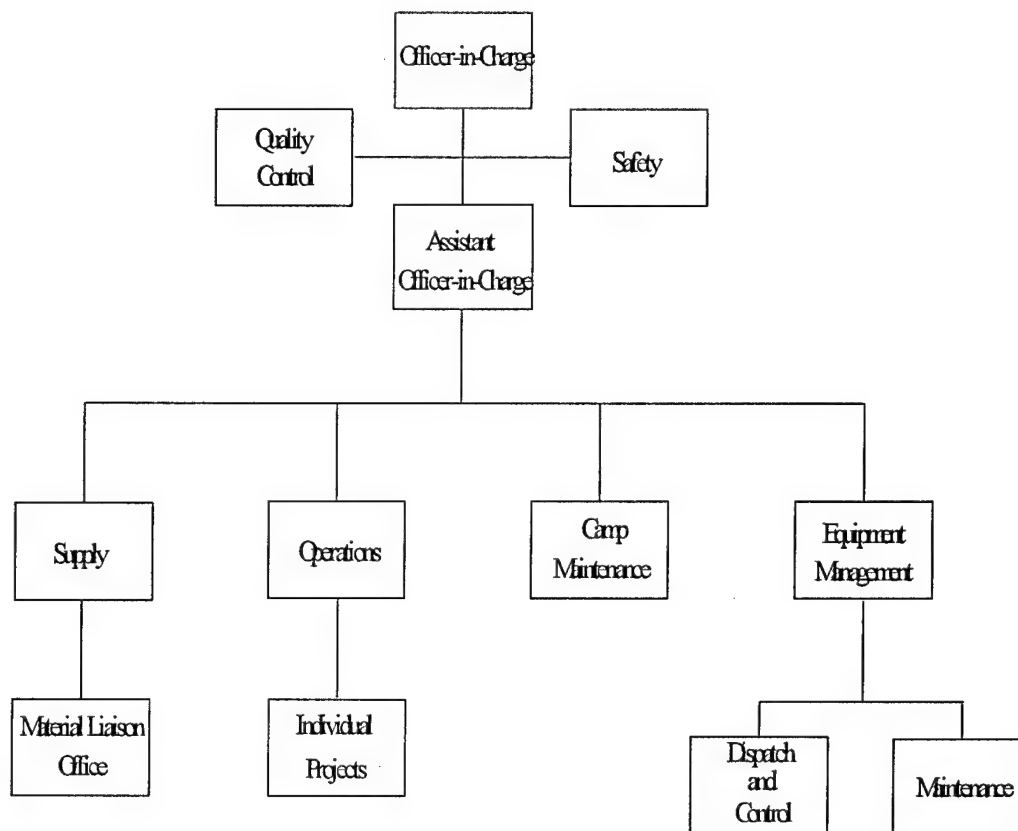 Officer-in-Charge
Quality
Control
Safety
Assistant
Officer-in-Charge
Supply
Operations
Camp
Maintenance
Equipment
Management
Material Liaison
Office
Individual
Projects
Dispatch
and
Control
Maintenance